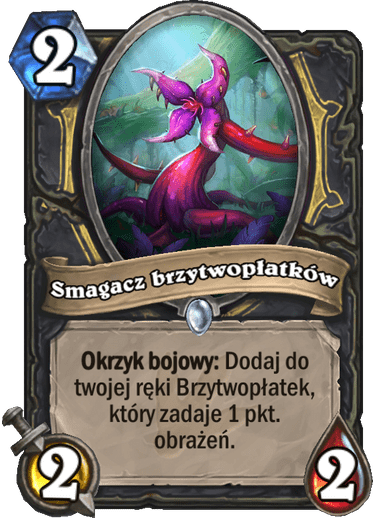 2
Smagacz brzytwopłatków
Okrzyk bojowy: Dodaj do
twojej ręki Brzytwopłatek,
który zadaje 1 pkt.
obrażeń.
2
2